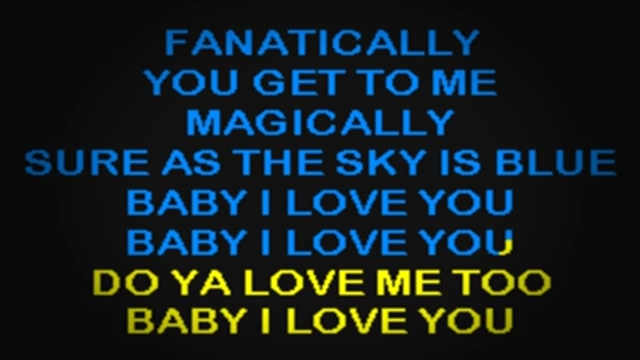 FANATICALLY
YOU GET TO ME
MAGICALLY
SURE AS THE SKY IS BLUE
BABY I LOVE YOU
BABY I LOVE YOU
DO YA LOVE ME TOO
BABY I LOVE YOU